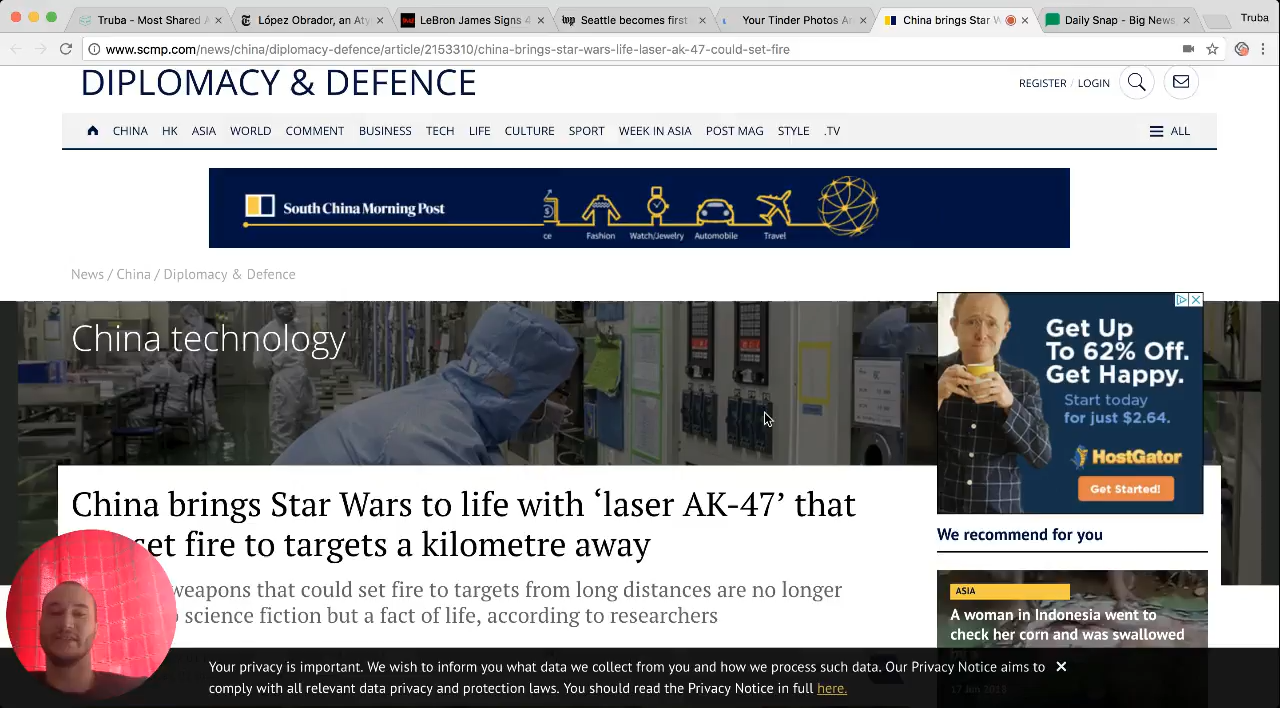 Truba - Most Shared A
López Obrador, an Aty
LeBron James Signs 4
Seattle becomes first
Your Tinder Photos Ar
China brings Star W
Daily Snap - Big News
Truba
www.scmp.com/news/china/diplomacy-defence/article/2153310/china-brings-star-wars-life-laser-ak-47-could-set-fire
DIPLOMACY & DEFENCE
REGISTER / LOGIN
CHINA HK ASIA WORLD COMMENT BUSINESS TECH LIFE CULTURE SPORT WEEK IN ASIA POST MAG STYLE .TV ALL
South China Morning Post
ce Fashion Watch/Jewelry Automobile Travel
News / China / Diplomacy & Defence
China technology
Get Up
To 62% Off.
Get Happy.
Start today
for just $2.64.
HostGator
Get Started!
China brings Star Wars to life with ‘laser AK-47’ that
set fire to targets a kilometre away
weapons that could set fire to targets from long distances are no longer
science fiction but a fact of life, according to researchers
We recommend for you
ASIA
A woman in Indonesia went to
check her corn and was swallowed
17 Jun 2018
Your privacy is important. We wish to inform you what data we collect from you and how we process such data. Our Privacy Notice aims to
comply with all relevant data privacy and protection laws. You should read the Privacy Notice in full here.